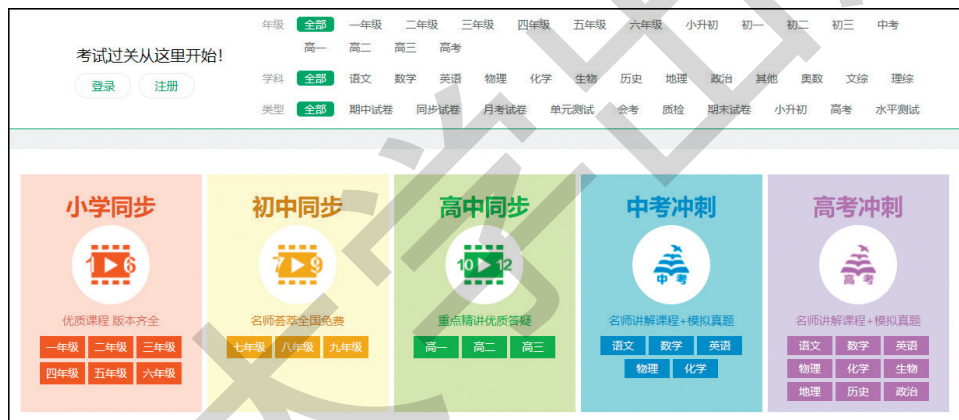 年级 全部 一年级 二年级 三年级 四年级 五年级 六年级 小升初 初一 初二 初三 中考
高一 高二 高三 高考
考试过关从这里开始!
登录 注册
学科 全部 语文 数学 英语 物理 化学 生物 历史 地理 政治 其他 奥数 文综 理综
类型 全部 期中试卷 同步试卷 月考试卷 单元测试 会考 质检 期末试卷 小升初 高考 水平测试
小学同步
1 6
优质课程 版本齐全
一年级 二年级 三年级
四年级 五年级 六年级
初中同步
7 9
名师荟萃全国免费
七年级 八年级 九年级
高中同步
10 12
重点精讲优质答疑
高一 高二 高三
中考冲刺
中 考
名师讲解课程+模拟真题
语文 数学 英语
物理 化学
高考冲刺
高 考
名师讲解课程+模拟真题
语文 数学 英语
物理 化学 生物
地理 历史 政治